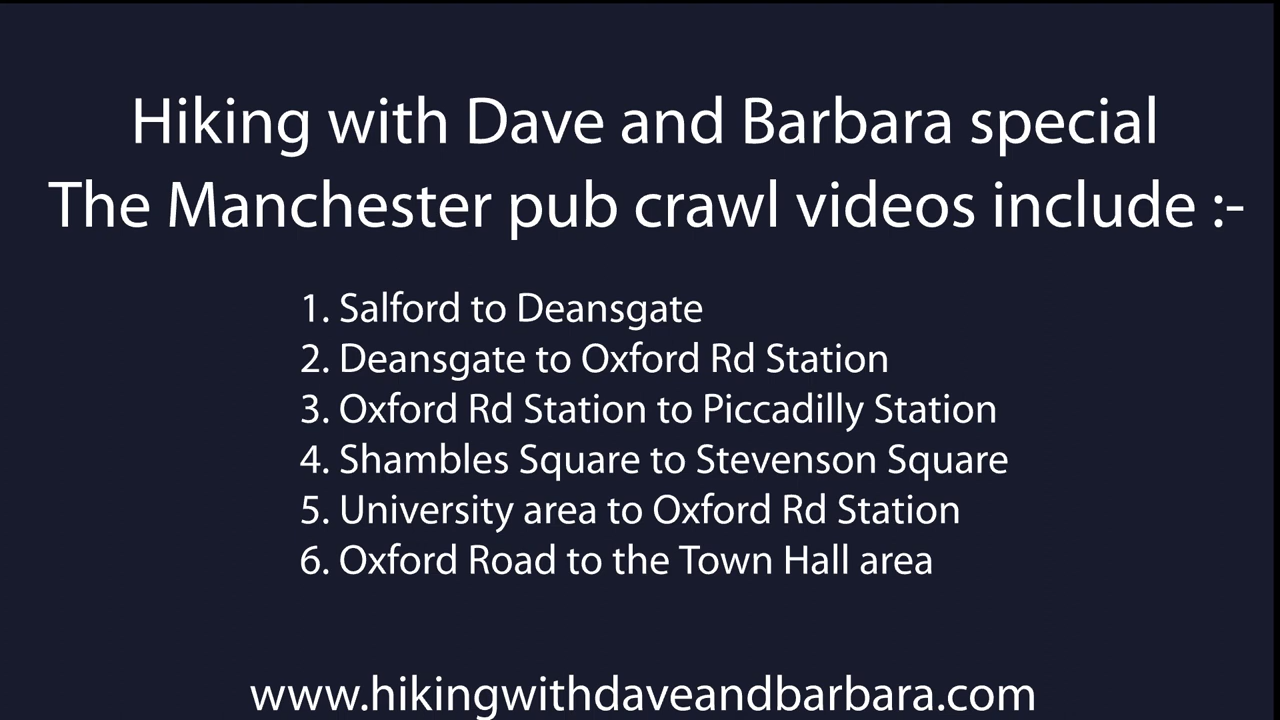 Hiking with Dave and Barbara special
The Manchester pub crawl videos include :-
1. Salford to Deansgate
2. Deansgate to Oxford Rd Station
3. Oxford Rd Station to Piccadilly Station
4. Shambles Square to Stevenson Square
5. University area to Oxford Rd Station
6. Oxford Road to the Town Hall area
www.hikingwithdaveandbarbara.com